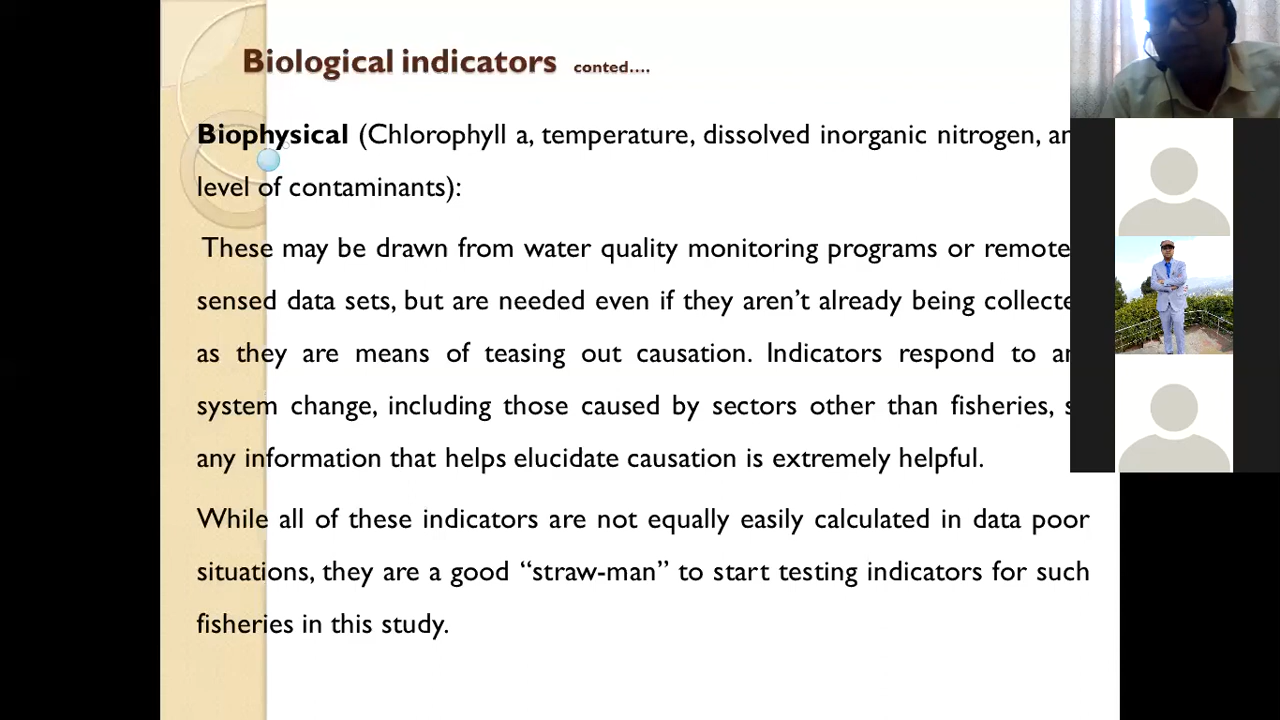 Biological indicators conted....
Biophysical (Chlorophyll a, temperature, dissolved inorganic nitrogen,
level of contaminants):
These may be drawn from water quality monitoring programs or
sensed data sets, but are needed even if they aren't already being
as they are means of teasing out causation. Indicators respond to
system change, including those caused by sectors other than fisheries,
any information that helps elucidate causation is extremely helpful.
While all of these indicators are not equally easily calculated in data poor
situations, they are a good “straw-man” to start testing indicators for such
fisheries in this study.